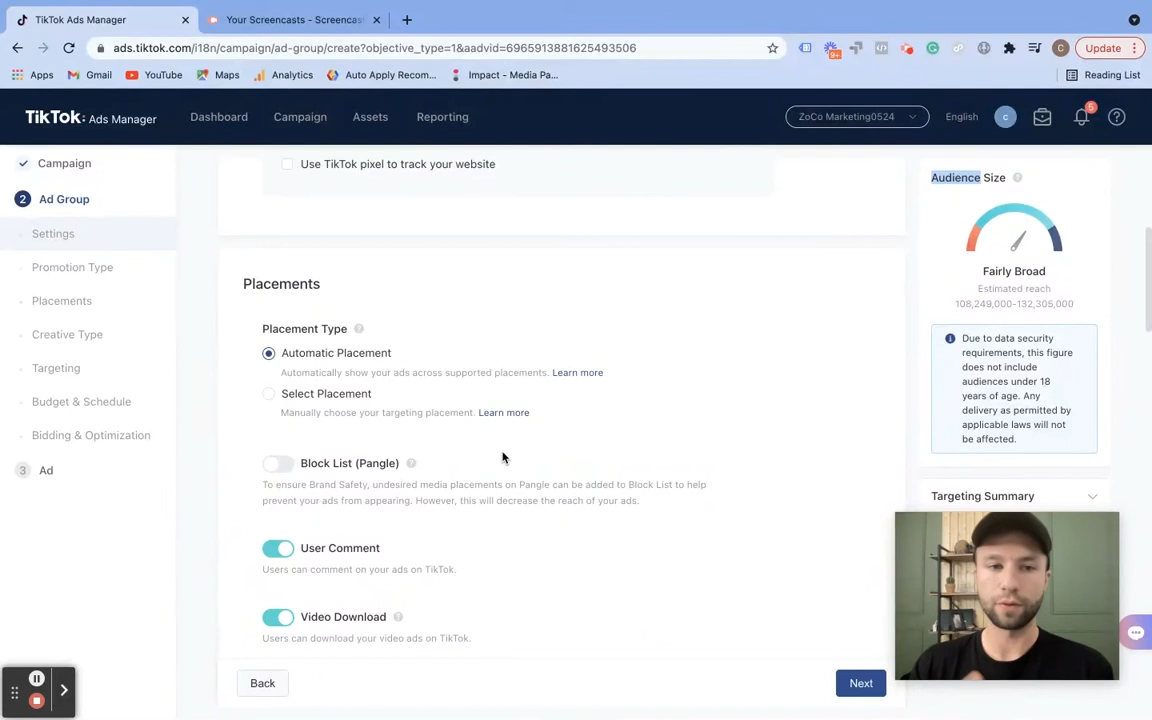 TikTok Ads Manager
Your Screencasts - Screencas
ads.tiktok.com/i18n/campaign/ad-group/create?objective_type=1&aadvid=6965913881625493506
9+
C
Update
Apps
Gmail
YouTube
Maps
Analytics
Auto Apply Recom...
Impact - Media Pa...
Reading List
TikTok: Ads Manager
Dashboard
Campaign
Assets
Reporting
ZoCo Marketing0524
English
c
5
Campaign
2 Ad Group
Settings
Promotion Type
Placements
Creative Type
Targeting
Budget & Schedule
Bidding & Optimization
3 Ad
Use TikTok pixel to track your website
Placements
Placement Type
Automatic Placement
Automatically show your ads across supported placements. Learn more
Select Placement
Manually choose your targeting placement. Learn more
Block List (Pangle)
To ensure Brand Safety, undesired media placements on Pangle can be added to Block List to help
prevent your ads from appearing. However, this will decrease the reach of your ads.
User Comment
Users can comment on your ads on TikTok.
Video Download
Users can download your video ads on TikTok.
Back
Next
Audience Size
Fairly Broad
Estimated reach
108,249,000-132,305,000
Due to data security
requirements, this figure
does not include
audiences under 18
years of age. Any
delivery as permitted by
applicable laws will not
be affected.
Targeting Summary